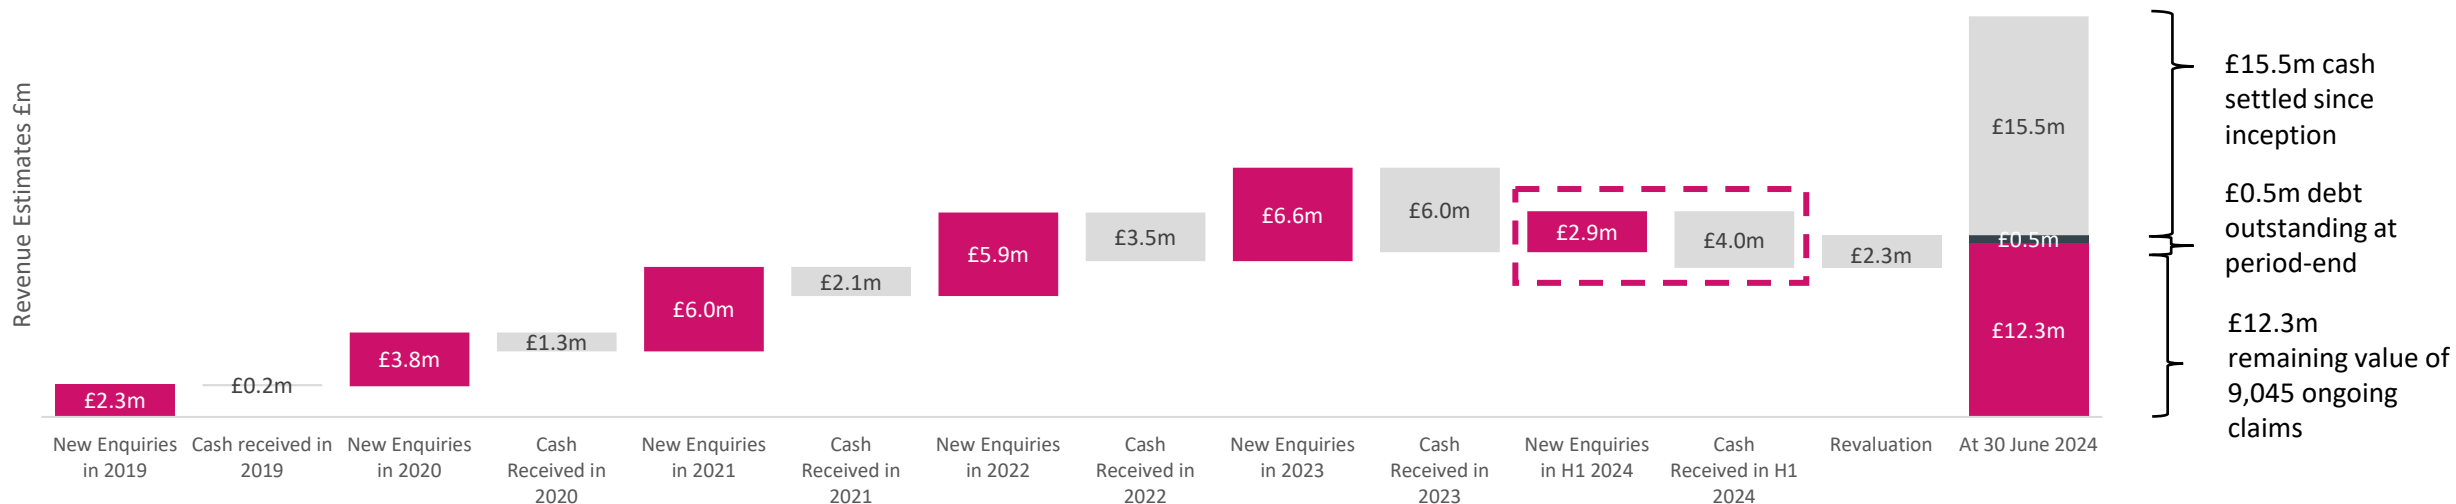 Revenue Estimates £m
£2.3m
£0.2m
£3.8m
£1.3m
£6.0m
£2.1m
£5.9m
£3.5m
£6.6m
£6.0m
£2.9m
£4.0m
£2.3m
£15.5m
£0.5m
£12.3m
New Enquiries
in 2019
Cash received in
2019
New Enquiries
in 2020
Cash
Received in
2020
New Enquiries
in 2021
Cash
Received in
2021
New Enquiries
in 2022
Cash
Received in
2022
New Enquiries
in 2023
Cash
Received in
2023
New Enquiries
in H1 2024
Cash
Received in H1
2024
Revaluation
At 30 June 2024
£15.5m cash
settled since
inception
£0.5m debt
outstanding at
period-end
£12.3m
remaining value of
9,045 ongoing
claims